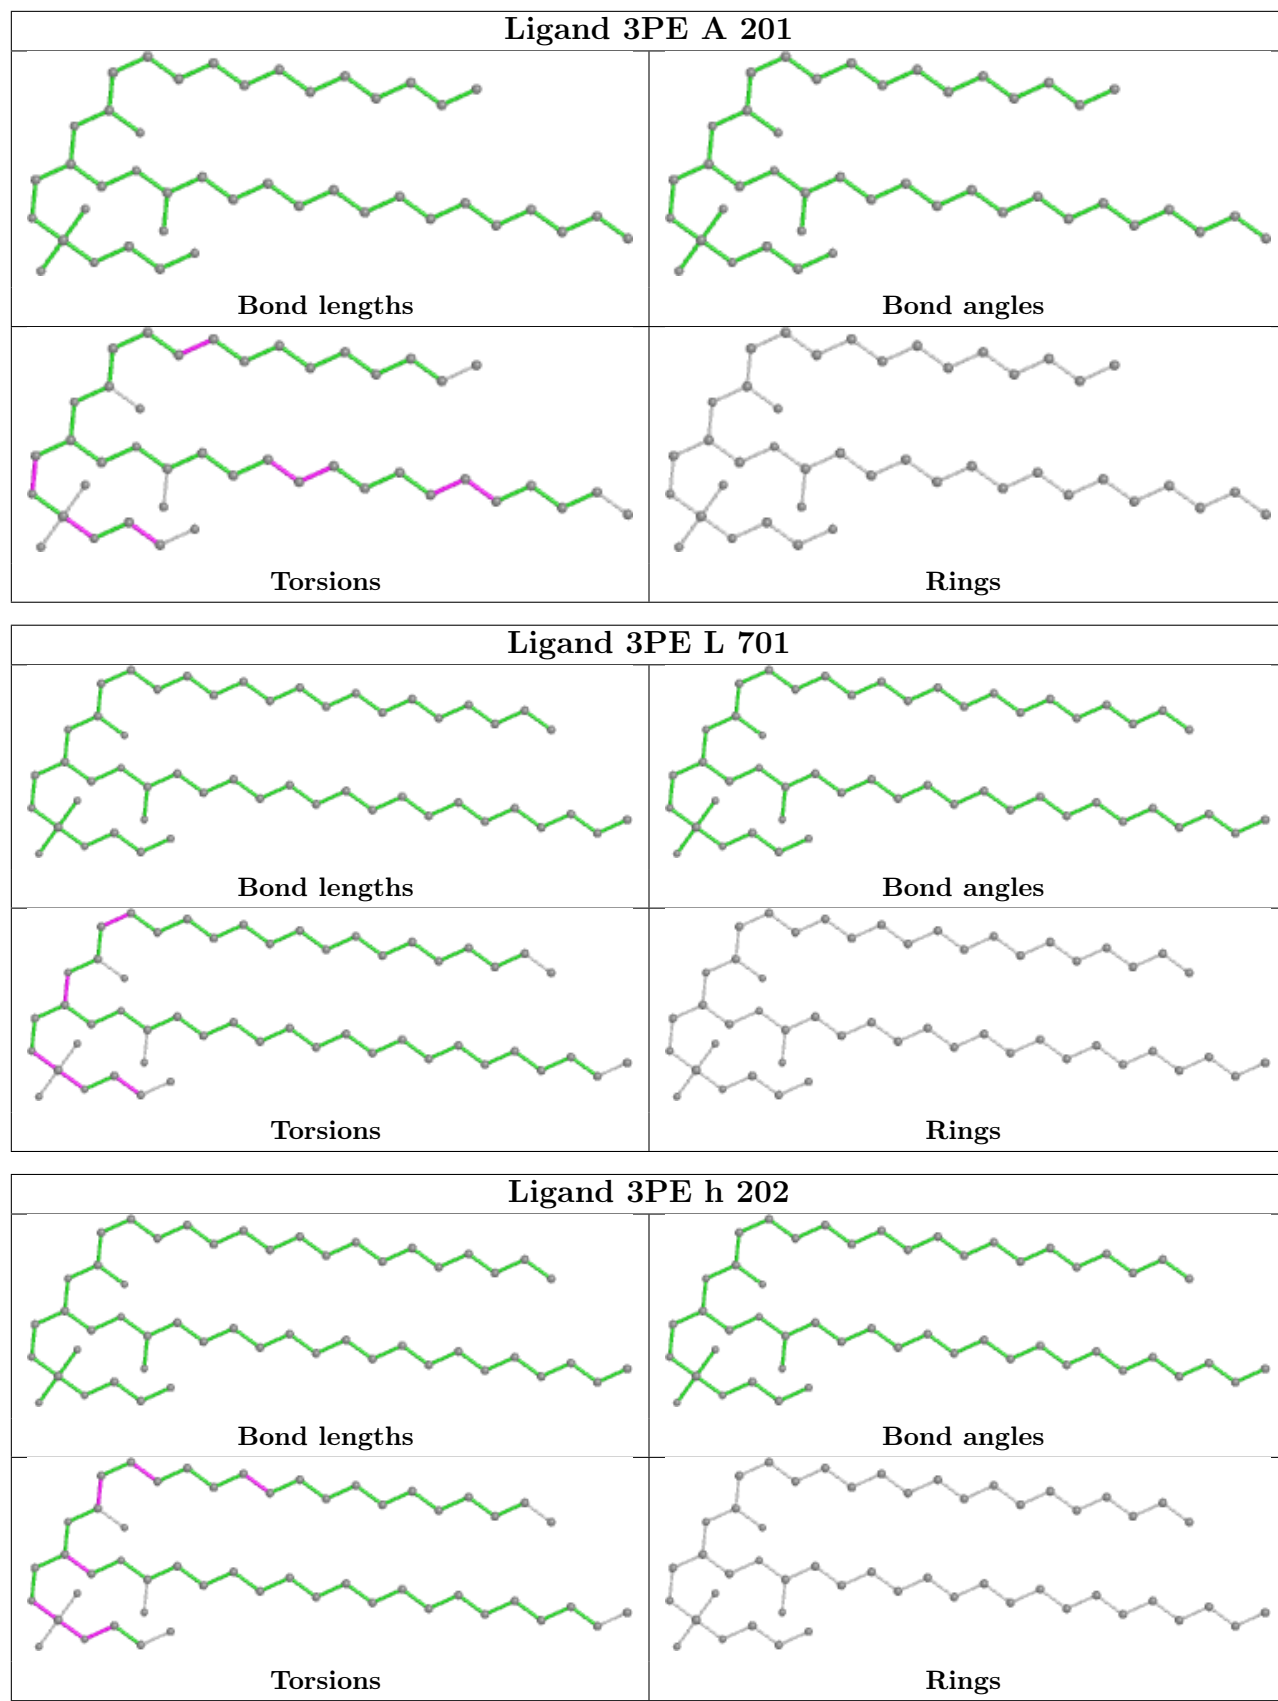 Ligand 3PE A 201
Bond lengths
Bond angles
Torsions
Rings
Ligand 3PE L 701
Bond lengths
Bond angles
Torsions
Rings
Ligand 3PE h 202
Bond lengths
Bond angles
Torsions
Rings